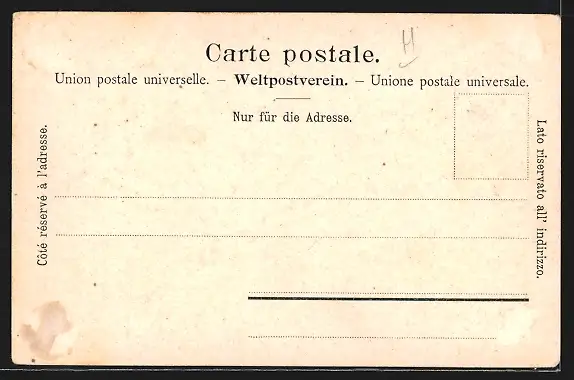 H
Carte postale.
Union postale universelle. – Weltpostverein. – Unione postale universale.
Nur für die Adresse.
Côté réservé à l'adresse.
Lato riservato all' indirizzo.